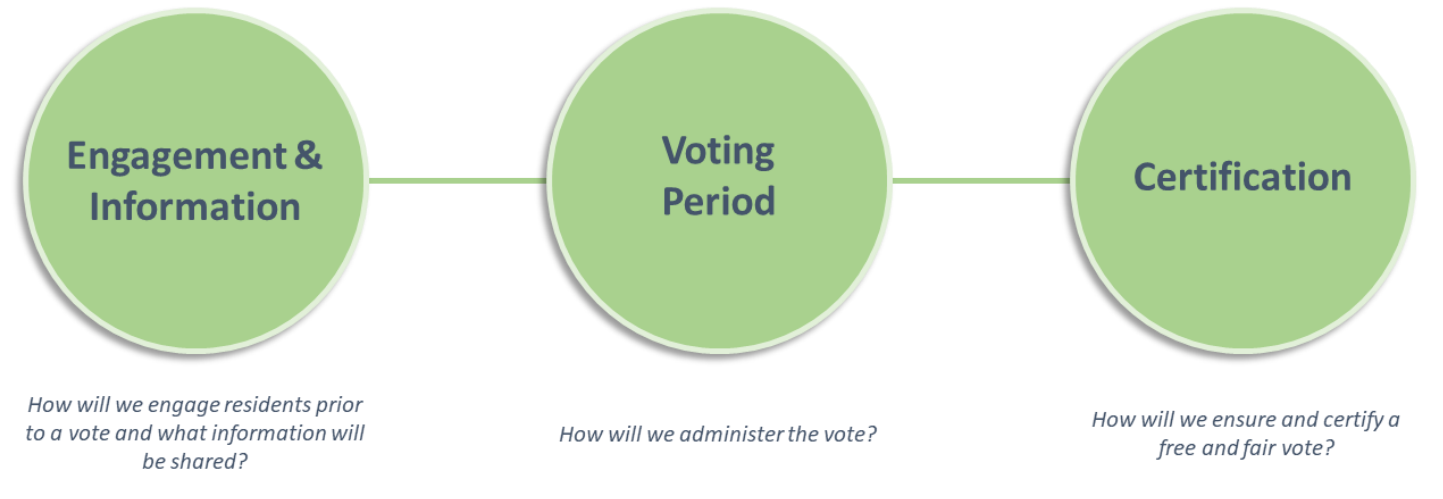 Engagement &
Information
Voting
Period
Certification
How will we engage residents prior
to a vote and what information will
be shared?
How will we administer the vote?
How will we ensure and certify a
free and fair vote?